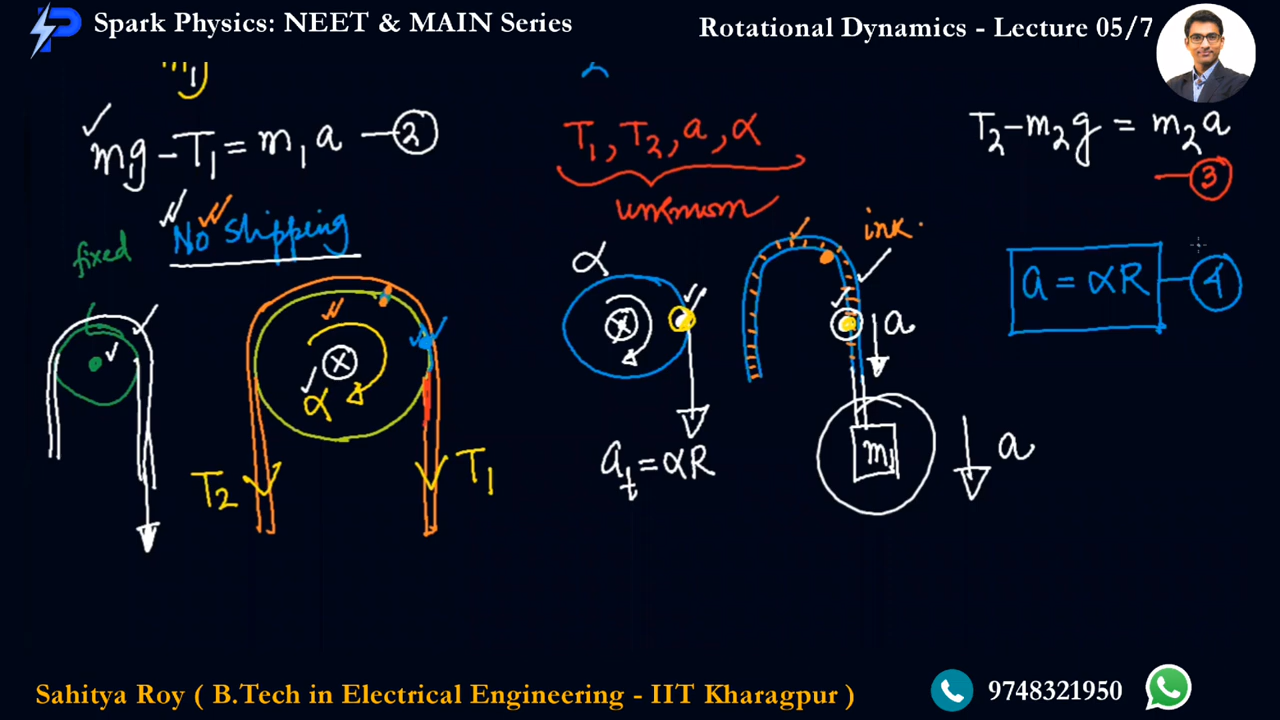 Spark Physics: NEET & MAIN Series
Rotational Dynamics - Lecture 05/7
m₁g - T₁ = m₁a — 2
T₁, T₂, a, α
unknown
T₂ - m₂g = m₂a
— 3
No slipping
fixed
α
ink
a = αR — 4
a
α
T₂
T₁
aₜ = αR
m₁
a
Sahitya Roy ( B.Tech in Electrical Engineering - IIT Kharagpur )
9748321950